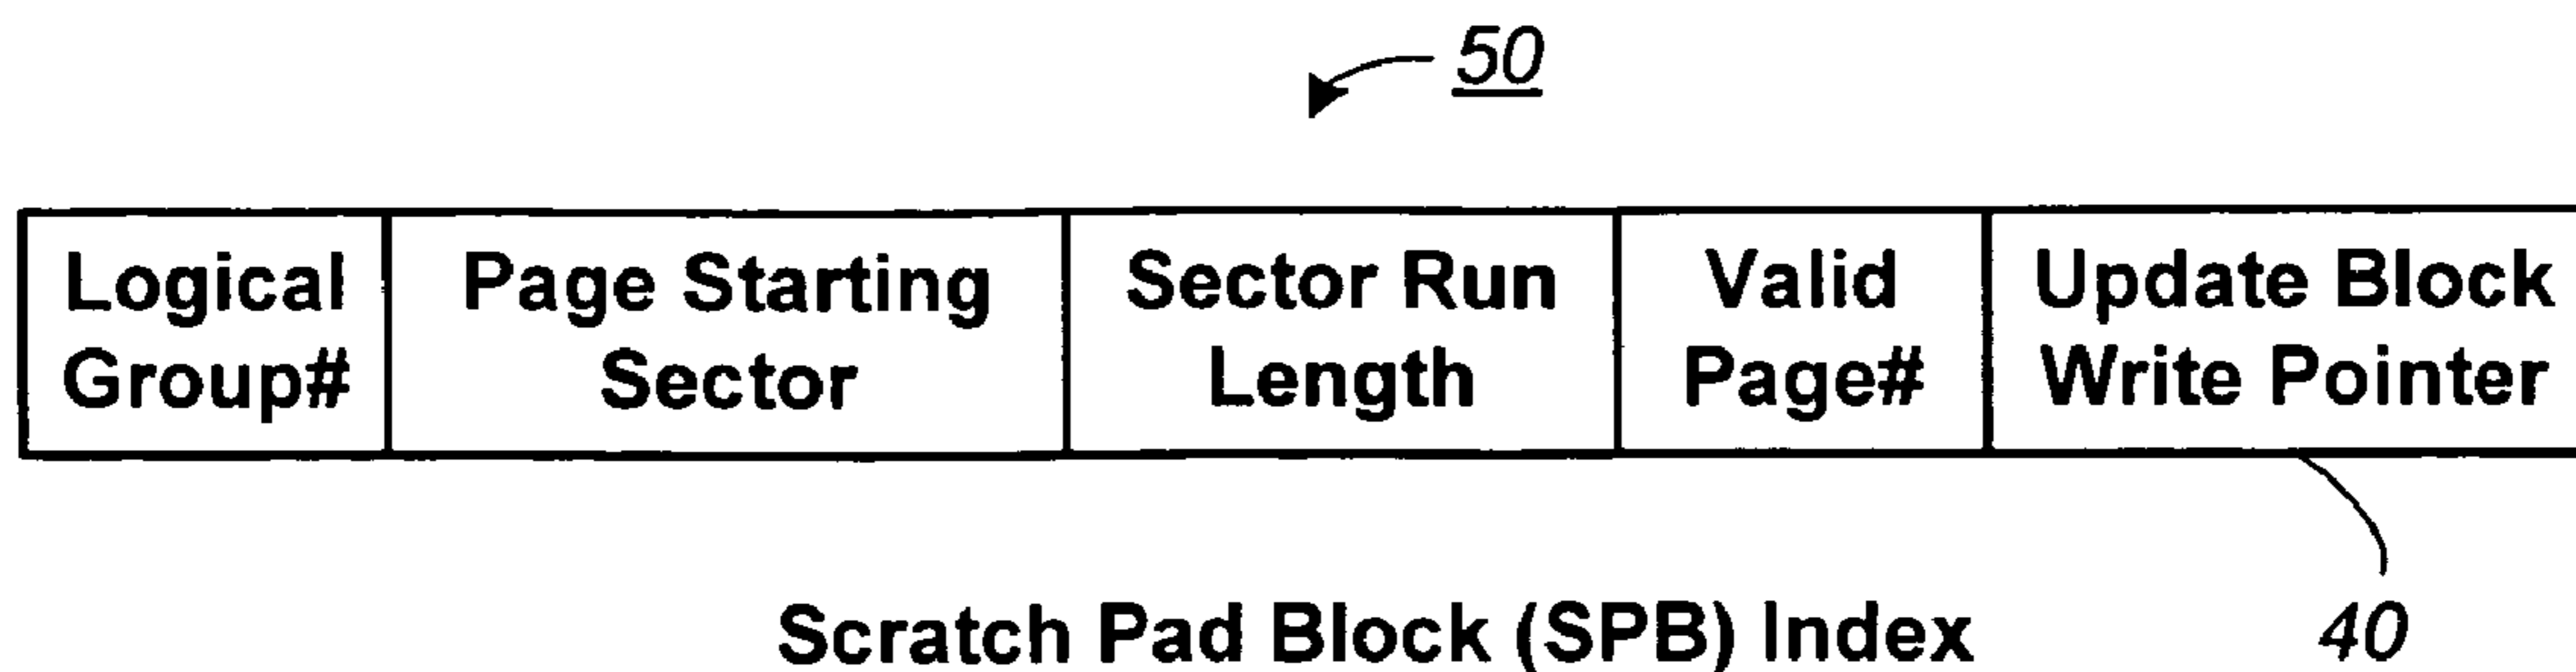 50
Logical Group#
Page Starting Sector
Sector Run Length
Valid Page#
Update Block Write Pointer
Scratch Pad Block (SPB) Index
40